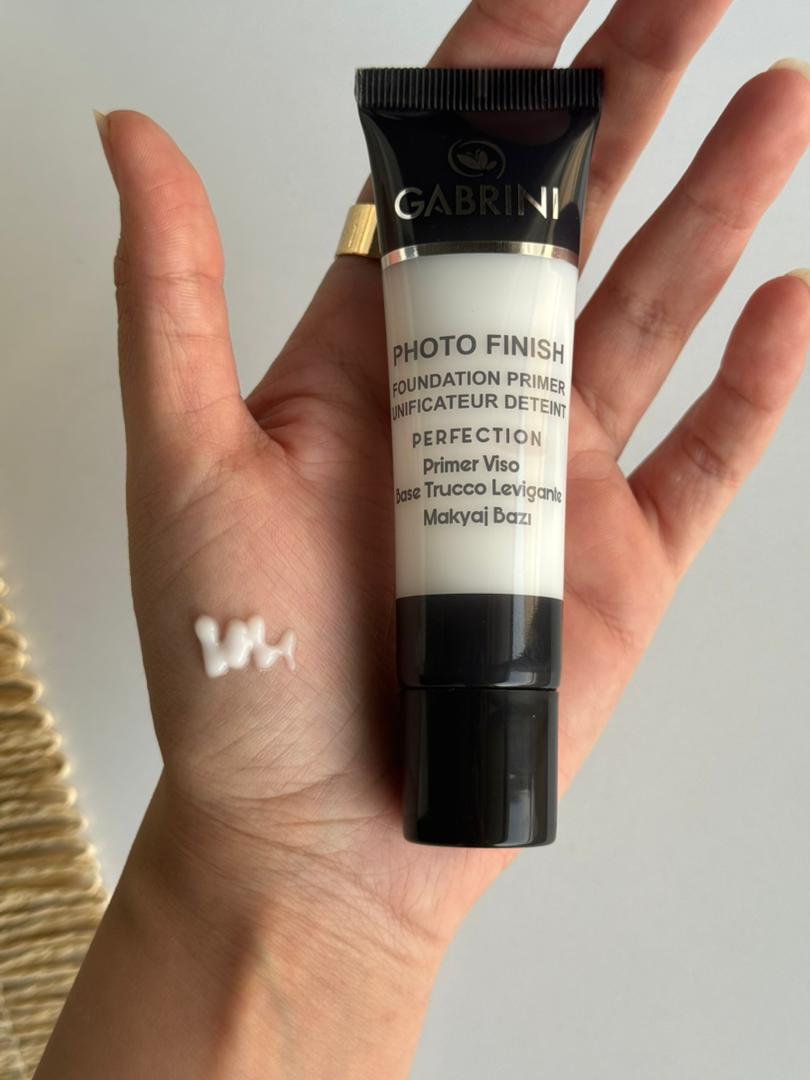 GABRINI
PHOTO FINISH
FOUNDATION PRIMER
UNIFICATEUR DETEINT
PERFECTION
Primer Viso
Base Trucco Levigante
Makyaj Bazı